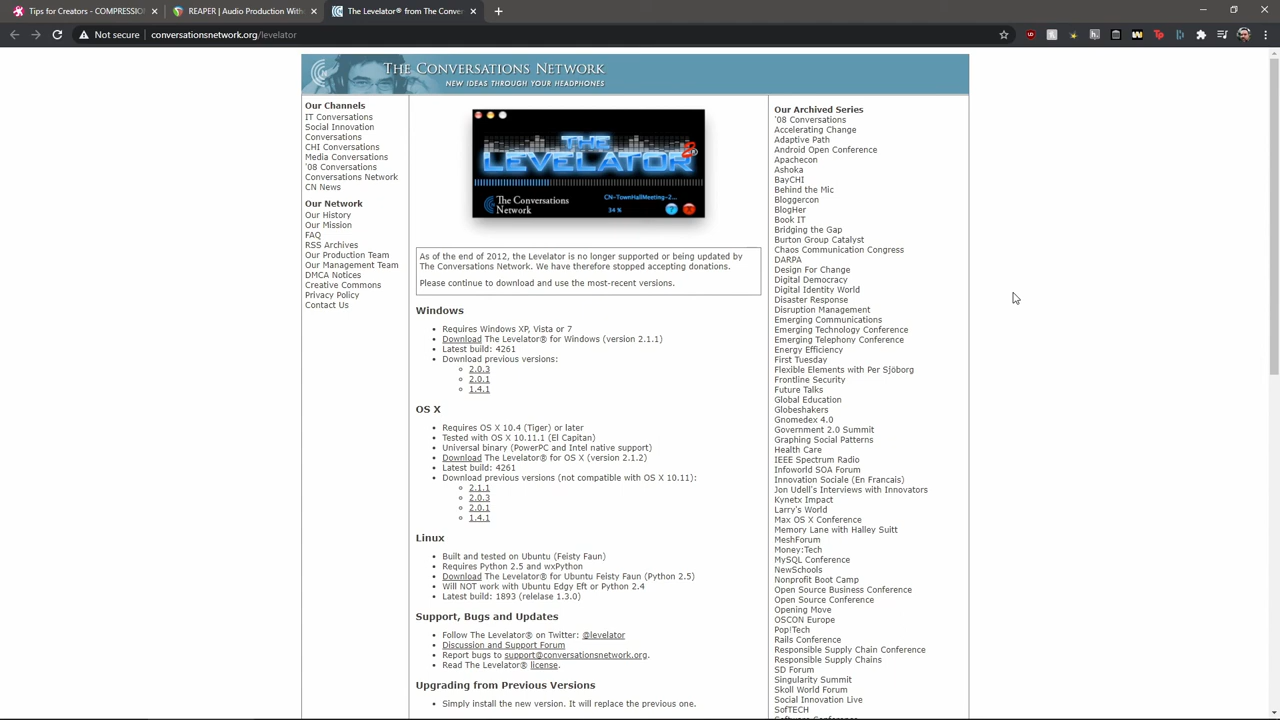 Tips for Creators - COMPRESSI
REAPER | Audio Production With
The Levelator® from The Conver
Not secure
conversationsnetwork.org/levelator
THE CONVERSATIONS NETWORK
NEW IDEAS THROUGH YOUR HEADPHONES
Our Channels
IT Conversations
Social Innovation
Conversations
CHI Conversations
Media Conversations
'08 Conversations
Conversations Network
CN News
Our Network
Our History
Our Mission
FAQ
RSS Archives
Our Production Team
Our Management Team
DMCA Notices
Creative Commons
Privacy Policy
Contact Us
THE
LEVELATOR
2
The Conversations
Network
CN-TownHallMeeting-2...
34 %
As of the end of 2012, the Levelator is no longer supported or being updated by
The Conversations Network. We have therefore stopped accepting donations.
Please continue to download and use the most-recent versions.
Windows
Requires Windows XP, Vista or 7
Download The Levelator® for Windows (version 2.1.1)
Latest build: 4261
Download previous versions:
2.0.3
2.0.1
1.4.1
OS X
Requires OS X 10.4 (Tiger) or later
Tested with OS X 10.11.1 (El Capitan)
Universal binary (PowerPC and Intel native support)
Download The Levelator® for OS X (version 2.1.2)
Latest build: 4261
Download previous versions (not compatible with OS X 10.11):
2.1.1
2.0.3
2.0.1
1.4.1
Linux
Built and tested on Ubuntu (Feisty Faun)
Requires Python 2.5 and wxPython
Download The Levelator® for Ubuntu Feisty Faun (Python 2.5)
Will NOT work with Ubuntu Edgy Eft or Python 2.4
Latest build: 1893 (release 1.3.0)
Support, Bugs and Updates
Follow The Levelator® on Twitter: @levelator
Discussion and Support Forum
Report bugs to support@conversationsnetwork.org.
Read The Levelator® license.
Upgrading from Previous Versions
Simply install the new version. It will replace the previous one.
Our Archived Series
'08 Conversations
Accelerating Change
Adaptive Path
Android Open Conference
Apachecon
Ashoka
BayCHI
Behind the Mic
Bloggercon
BlogHer
Book IT
Bridging the Gap
Burton Group Catalyst
Chaos Communication Congress
DARPA
Design For Change
Digital Democracy
Digital Identity World
Disaster Response
Disruption Management
Emerging Communications
Emerging Technology Conference
Emerging Telephony Conference
Energy Efficiency
First Tuesday
Flexible Elements with Per Sjöborg
Frontline Security
Future Talks
Global Education
Globeshakers
Gnomedex 4.0
Government 2.0 Summit
Graphing Social Patterns
Health Care
IEEE Spectrum Radio
Infoworld SOA Forum
Innovation Sociale (En Francais)
Jon Udell's Interviews with Innovators
Kynetx Impact
Larry's World
Max OS X Conference
Memory Lane with Halley Suitt
MeshForum
Money:Tech
MySQL Conference
NewSchools
Nonprofit Boot Camp
Open Source Business Conference
Open Source Conference
Opening Move
OSCON Europe
Pop!Tech
Rails Conference
Responsible Supply Chain Conference
Responsible Supply Chains
SD Forum
Singularity Summit
Skoll World Forum
Social Innovation Live
SofTECH